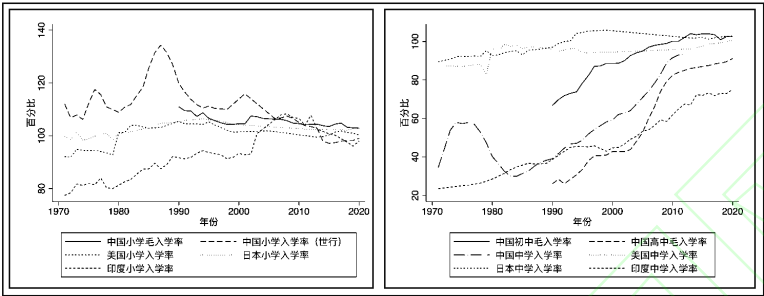 百分比
140
120
100
80
1970
1980
1990
2000
2010
2020
年份
中国小学毛入学率
中国小学入学率（世行）
美国小学入学率
日本小学入学率
印度小学入学率
百分比
100
80
60
40
20
1970
1980
1990
2000
2010
2020
年份
中国初中毛入学率
中国高中毛入学率
中国中学入学率
美国中学入学率
日本中学入学率
印度中学入学率